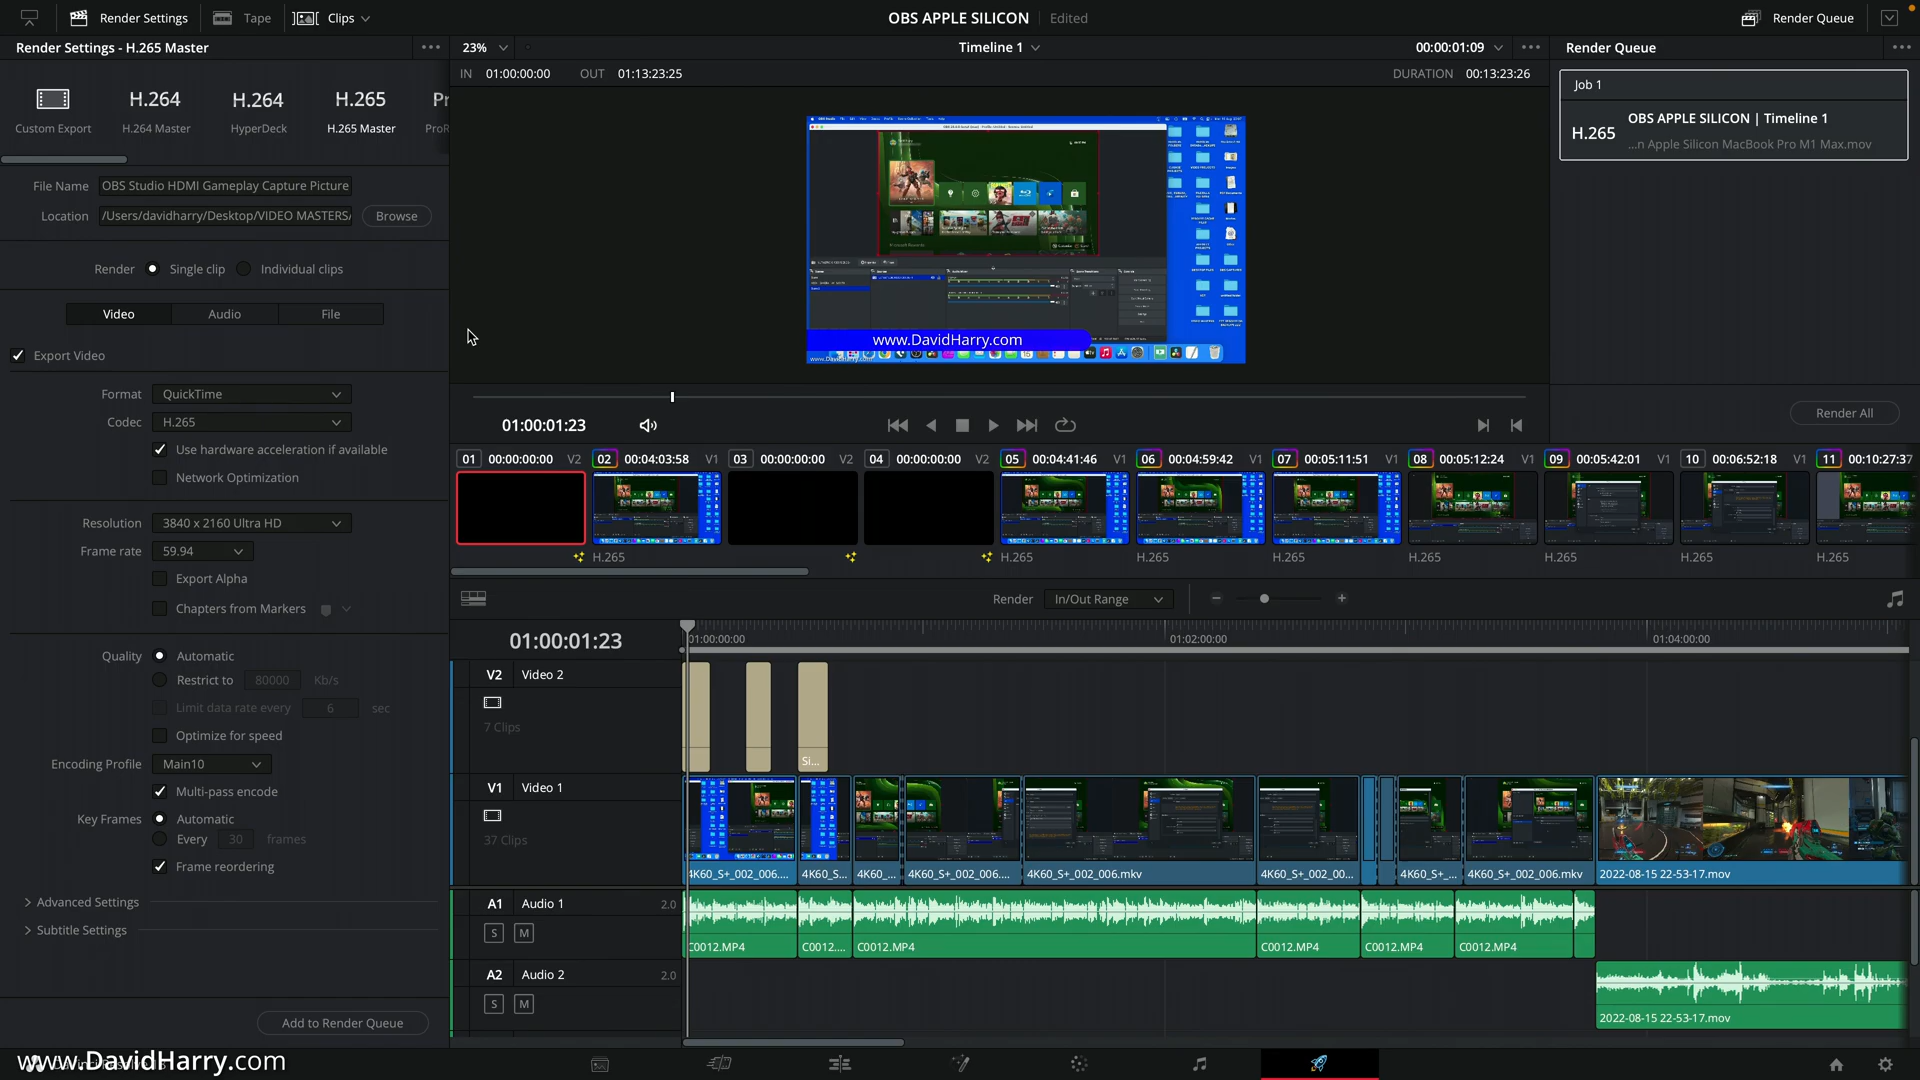 Render Settings
Tape
Clips
OBS APPLE SILICON
Edited
Render Queue
Render Settings - H.265 Master
23%
Timeline 1
00:00:01:09
Render Queue
IN 01:00:00:00 OUT 01:13:23:25
DURATION 00:13:23:26
H.264 H.264 H.265 Pr
Custom Export H.264 Master HyperDeck H.265 Master ProR
Job 1
H.265
OBS APPLE SILICON | Timeline 1
...n Apple Silicon MacBook Pro M1 Max.mov
File Name OBS Studio HDMI Gameplay Capture Picture
Location /Users/davidharry/Desktop/VIDEO MASTERS/ Browse
Render Single clip Individual clips
Video Audio File
Export Video
Format QuickTime
Codec H.265
Use hardware acceleration if available
Network Optimization
Resolution 3840 x 2160 Ultra HD
Frame rate 59.94
Export Alpha
Chapters from Markers
Quality Automatic
Restrict to 80000 Kb/s
Limit data rate every 6 sec
Optimize for speed
Encoding Profile Main10
Multi-pass encode
Key Frames Automatic
Every 30 frames
Frame reordering
Advanced Settings
Subtitle Settings
Add to Render Queue
www.DavidHarry.com
www.DavidHarry.com
01:00:01:23
Render All
01 00:00:00:00 V2 02 00:04:03:58 V1 03 00:00:00:00 V2 04 00:00:00:00 V2 05 00:04:41:46 V1 06 00:04:59:42 V1 07 00:05:11:51 V1 08 00:05:12:24 V1 09 00:05:42:01 V1 10 00:06:52:18 V1 11 00:10:27:37
H.265 H.265 H.265 H.265 H.265 H.265 H.265 H.265
Render In/Out Range
01:00:01:23
01:00:00:00 01:02:00:00 01:04:00:00
V2 Video 2
7 Clips
Si...
V1 Video 1
37 Clips
4K60_S+_002_006.... 4K60_S... 4K60_... 4K60_S+_002_006.... 4K60_S+_002_006.mkv 4K60_S+_002_00... 4K60_S+_... 4K60_S+_002_006.mkv 2022-08-15 22-53-17.mov
A1 Audio 1 2.0
S M
C0012.MP4 C0012.... C0012.MP4 C0012.MP4 C0012.MP4 C0012.MP4
A2 Audio 2 2.0
S M
2022-08-15 22-53-17.mov
www.DavidHarry.com